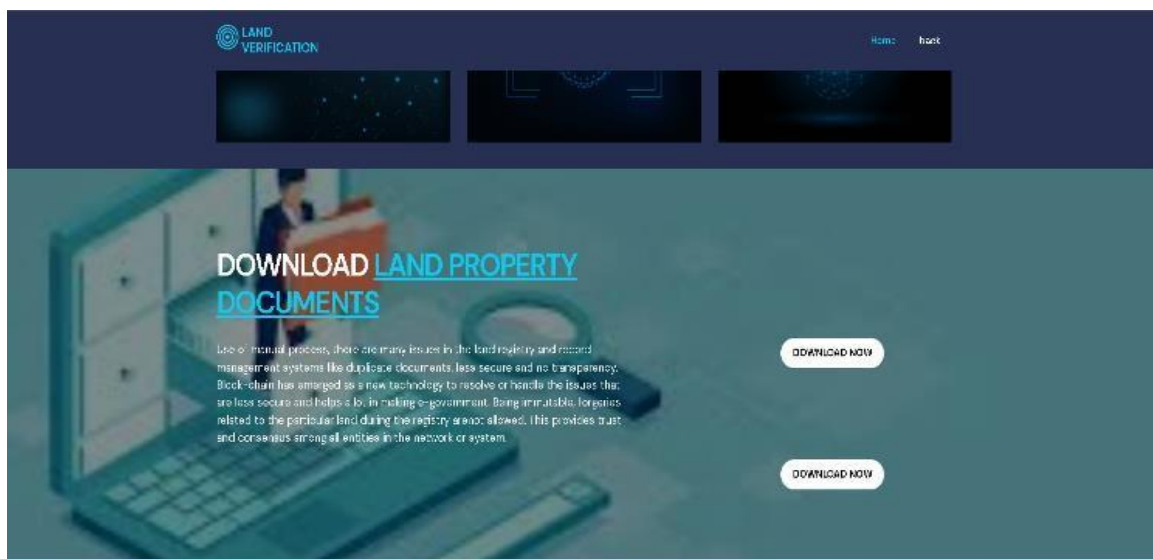 LAND
VERIFICATION
Home back
DOWNLOAD LAND PROPERTY
DOCUMENTS
Use of manual process, there are many issues in the land registry and record
management systems like duplicate documents, less secure and no transparency.
Block-chain has emerged as a new technology to resolve or handle the issues that
are less secure and helps a lot in making e-government. Being immutable, forgeries
related to the particular land during the registry arenot allowed. This provides trust
and consensus among all entities in the network or system.
DOWNLOAD NOW
DOWNLOAD NOW